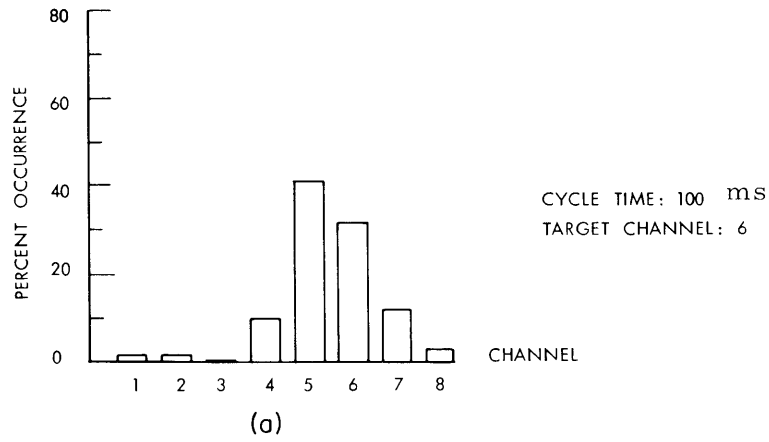 80
60
40
20
0
PERCENT OCCURRENCE
1 2 3 4 5 6 7 8
CHANNEL
CYCLE TIME: 100 ms
TARGET CHANNEL: 6
(a)